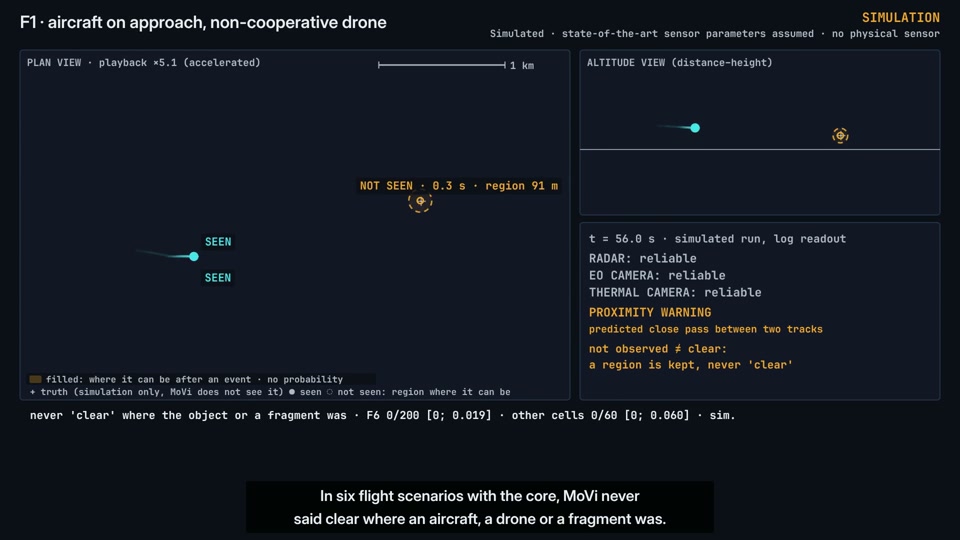 F1 · aircraft on approach, non-cooperative drone
SIMULATION
Simulated · state-of-the-art sensor parameters assumed · no physical sensor
PLAN VIEW · playback ×5.1 (accelerated)
1 km
NOT SEEN · 0.3 s · region 91 m
SEEN
SEEN
filled: where it can be after an event · no probability
+ truth (simulation only, MoVi does not see it) ● seen ◌ not seen: region where it can be
ALTITUDE VIEW (distance-height)
t = 56.0 s · simulated run, log readout
RADAR: reliable
EO CAMERA: reliable
THERMAL CAMERA: reliable
PROXIMITY WARNING
predicted close pass between two tracks
not observed ≠ clear:
a region is kept, never 'clear'
never 'clear' where the object or a fragment was · F6 0/200 [0; 0.019] · other cells 0/60 [0; 0.060] · sim.
In six flight scenarios with the core, MoVi never
said clear where an aircraft, a drone or a fragment was.